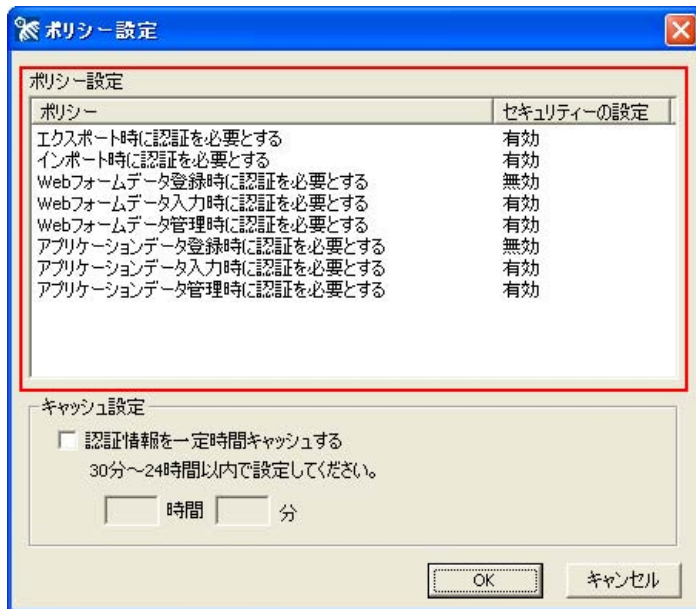 ポリシー設定
ポリシー設定
ポリシー セキュリティーの設定
エクスポート時に認証を必要とする 有効
インポート時に認証を必要とする 有効
Webフォームデータ登録時に認証を必要とする 無効
Webフォームデータ入力時に認証を必要とする 有効
Webフォームデータ管理時に認証を必要とする 有効
アプリケーションデータ登録時に認証を必要とする 無効
アプリケーションデータ入力時に認証を必要とする 有効
アプリケーションデータ管理時に認証を必要とする 有効
キャッシュ設定
認証情報を一定時間キャッシュする
30分～24時間以内で設定してください。
時間 分
OK キャンセル